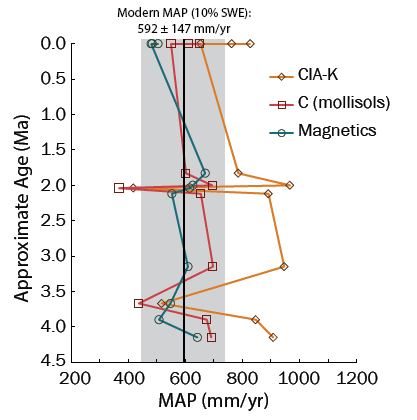 Modern MAP (10% SWE):
592 ± 147 mm/yr
0.0
0.5
1.0
1.5
2.0
2.5
3.0
3.5
4.0
4.5
Approximate Age (Ma)
CIA-K
C (mollisols)
Magnetics
200 400 600 800 1000 1200
MAP (mm/yr)